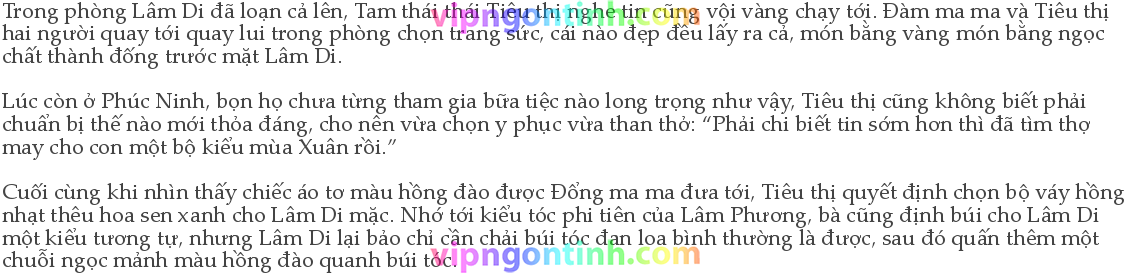 Trong phòng Lâm Di đã loạn cả lên, Tam thái thái Tiêu thị nghe tin cũng vội vàng chạy tới. Đàm ma ma và Tiêu thị
hai người quay tới quay lui trong phòng chọn trang sức, cái nào đẹp đều lấy ra cả, món bằng vàng món bằng ngọc
chất thành đống trước mặt Lâm Di.
Lúc còn ở Phúc Ninh, bọn họ chưa từng tham gia bữa tiệc nào long trọng như vậy, Tiêu thị cũng không biết phải
chuẩn bị thế nào mới thỏa đáng, cho nên vừa chọn y phục vừa than thở: “Phải chi biết tin sớm hơn thì đã tìm thợ
may cho con một bộ kiểu mùa Xuân rồi.”
Cuối cùng khi nhìn thấy chiếc áo tơ màu hồng đào được Đổng ma ma đưa tới, Tiêu thị quyết định chọn bộ váy hồng
nhạt thêu hoa sen xanh cho Lâm Di mặc. Nhớ tới kiểu tóc phi tiên của Lâm Phương, bà cũng định búi cho Lâm Di
một kiểu tương tự, nhưng Lâm Di lại bảo chỉ cần chải búi tóc đan loa bình thường là được, sau đó quấn thêm một
chuỗi ngọc mảnh màu hồng đào quanh búi tóc.
vipngontinh.com
vipngontinh.com
vipngontinh.com